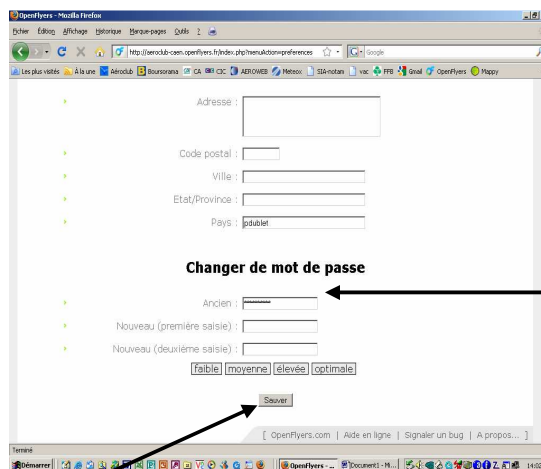 OpenFlyers - Mozilla Firefox
Fichier Édition Affichage Historique Marque-pages Outils ?
http://aeroclub-caen.openflyers.fr/index.php?menuAction=preferences Google
Les plus visités À la une Aéroclub Boursorama CA CIC AEROWEB Meteox SIA-notam vac FFB Gmail OpenFlyers Mappy
Adresse :
Code postal :
Ville :
Etat/Province :
Pays : pdublet
Changer de mot de passe
Ancien :
Nouveau (première saisie) :
Nouveau (deuxième saisie) :
faible moyenne élevée optimale
Sauver
[ OpenFlyers.com | Aide en ligne | Signaler un bug | A propos... ]
Terminé
Démarrer OpenFlyers - ... Document1 - M... 14:02